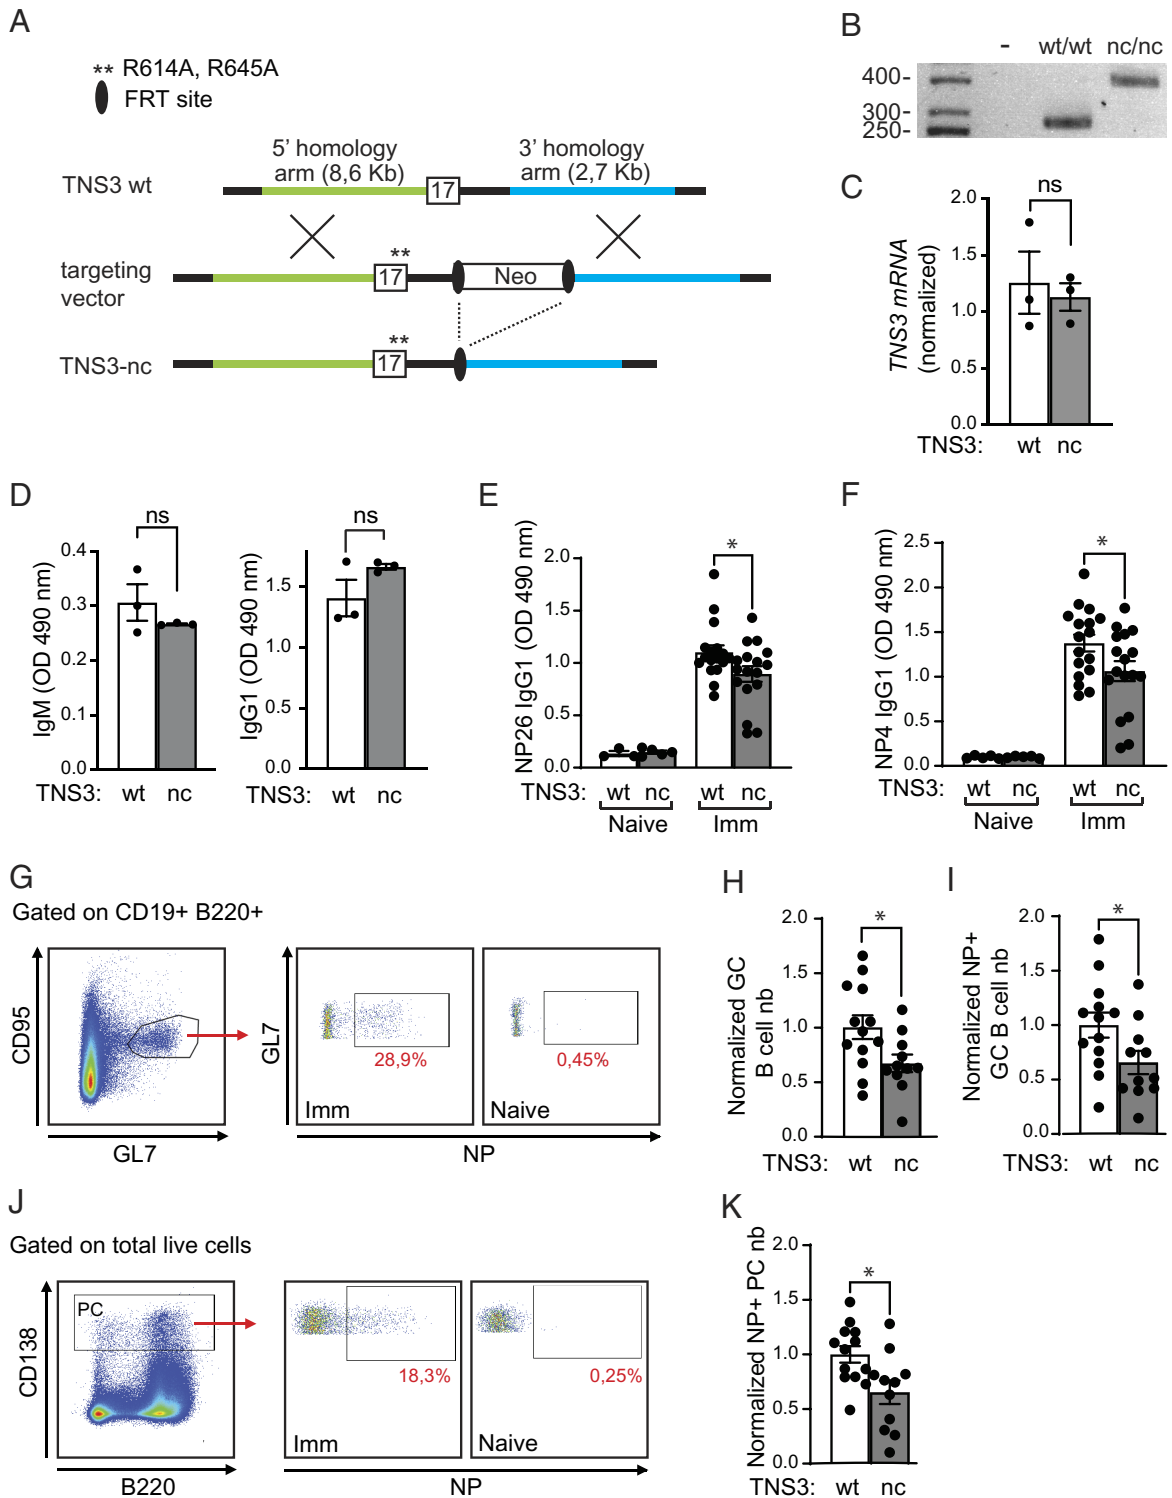 A
** R614A, R645A
FRT site
5' homology
arm (8,6 Kb)
3' homology
arm (2,7 Kb)
TNS3 wt
17
targeting
vector
**
17
Neo
TNS3-nc
**
17
B
- wt/wt nc/nc
400-
300-
250-
C
TNS3 mRNA
(normalized)
2.0
1.5
1.0
0.5
0.0
ns
TNS3: wt nc
D
IgM (OD 490 nm)
0.4
0.3
0.2
0.1
0.0
ns
TNS3: wt nc
IgG1 (OD 490 nm)
1.5
1.0
0.5
0.0
ns
TNS3: wt nc
E
NP26 IgG1 (OD 490 nm)
2.0
1.5
1.0
0.5
0.0
*
TNS3: wt nc wt nc
Naive Imm
F
NP4 IgG1 (OD 490 nm)
2.5
2.0
1.5
1.0
0.5
0.0
*
TNS3: wt nc wt nc
Naive Imm
G
Gated on CD19+ B220+
CD95
GL7
GL7
28,9%
Imm
0,45%
Naive
NP
H
Normalized GC
B cell nb
2.0
1.5
1.0
0.5
0.0
*
TNS3: wt nc
I
Normalized NP+
GC B cell nb
2.0
1.5
1.0
0.5
0.0
*
TNS3: wt nc
J
Gated on total live cells
CD138
PC
B220
18,3%
Imm
0,25%
Naive
NP
K
Normalized NP+ PC nb
2.0
1.5
1.0
0.5
0.0
*
TNS3: wt nc